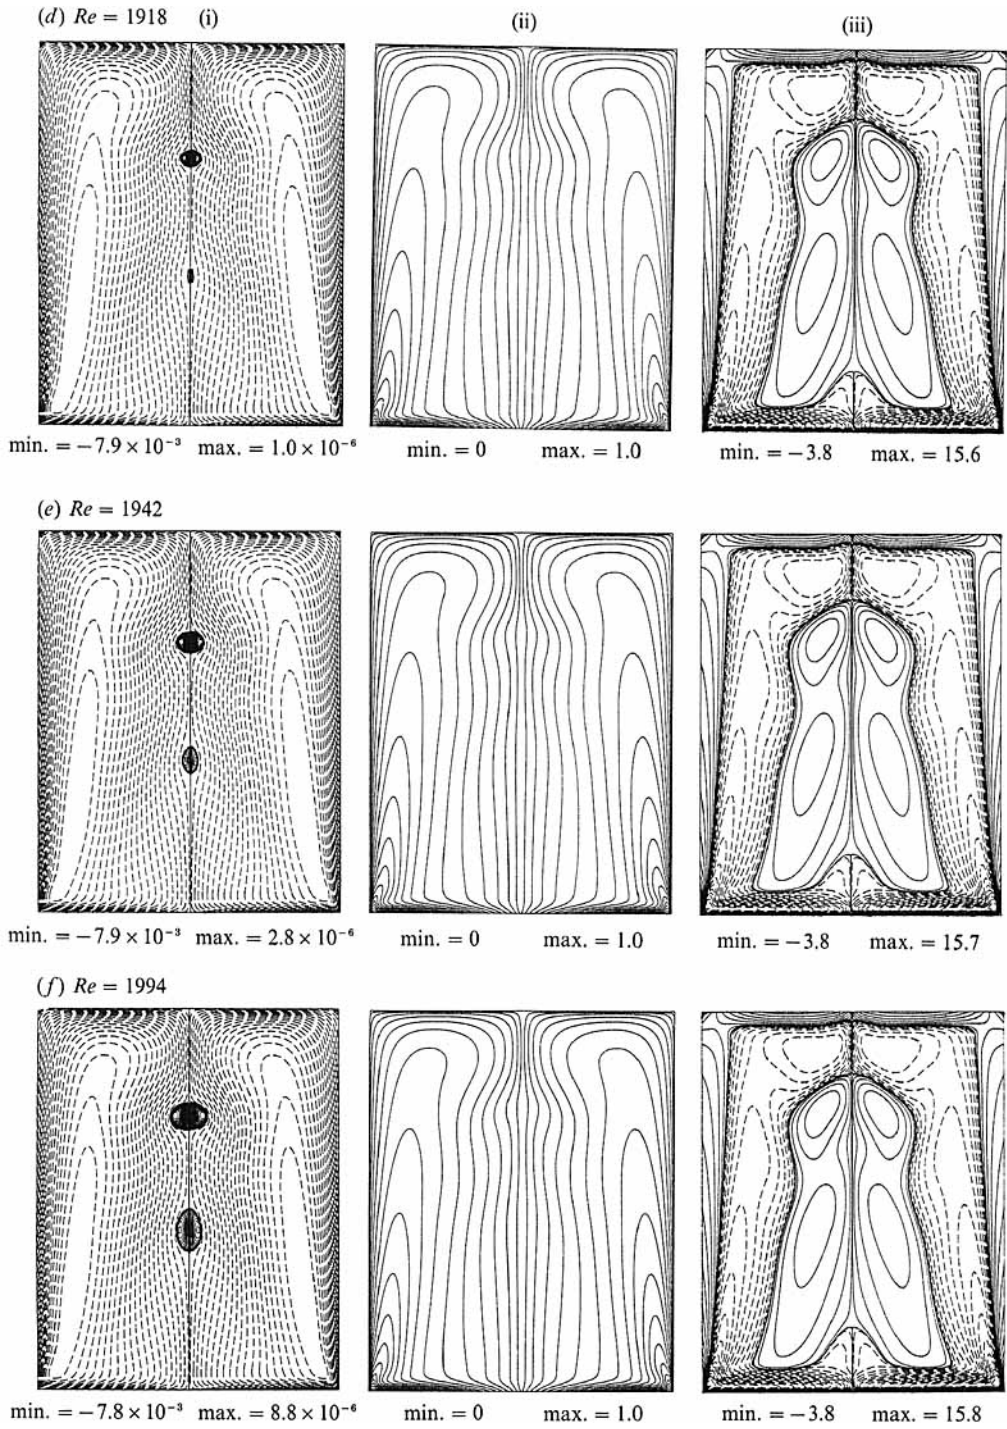 (d) Re = 1918 (i) (ii) (iii)
min. = −7.9 × 10⁻³ max. = 1.0 × 10⁻⁶ min. = 0 max. = 1.0 min. = −3.8 max. = 15.6
(e) Re = 1942
min. = −7.9 × 10⁻³ max. = 2.8 × 10⁻⁶ min. = 0 max. = 1.0 min. = −3.8 max. = 15.7
(f) Re = 1994
min. = −7.8 × 10⁻³ max. = 8.8 × 10⁻⁶ min. = 0 max. = 1.0 min. = −3.8 max. = 15.8